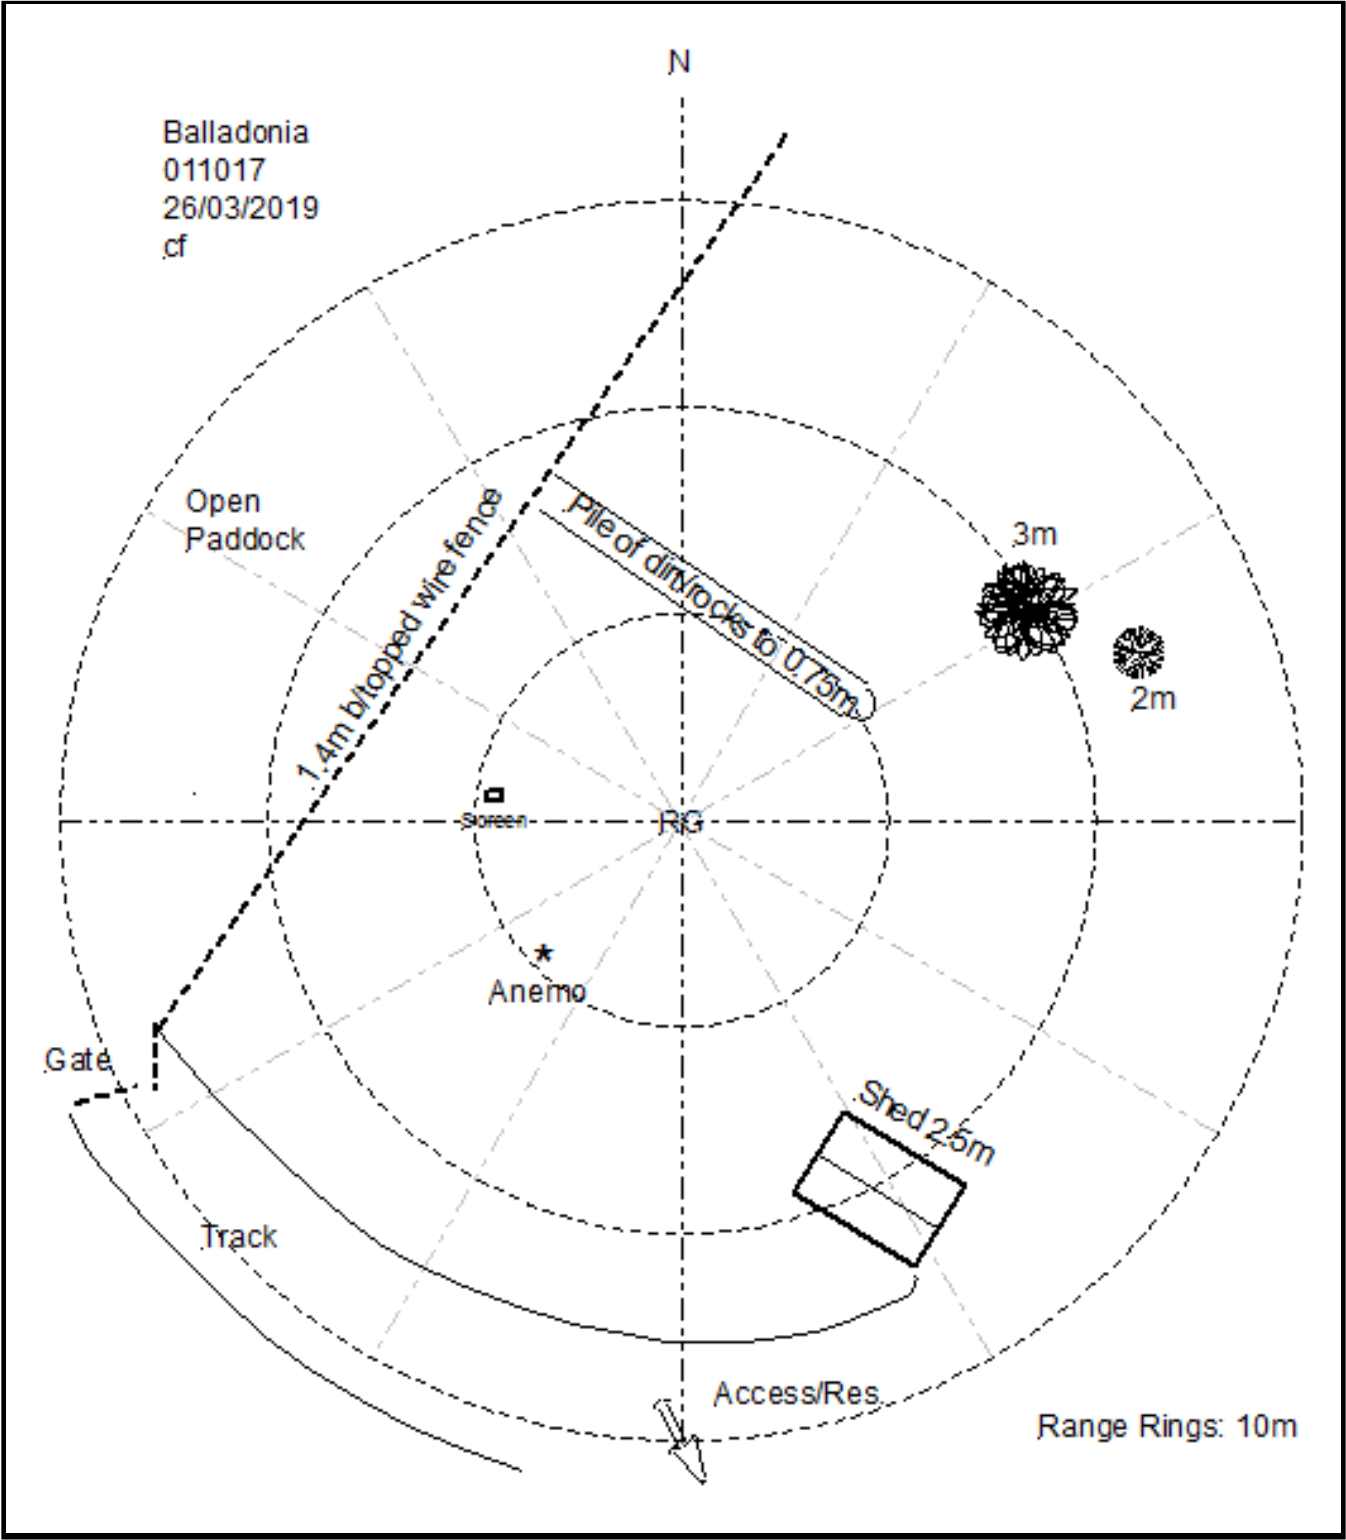 N
Balladonia
011017
26/03/2019
cf
Open
Paddock
1.4m b/topped wire fence
Pile of dirt/rocks to 0.75m
3m
2m
Screen
RG
*
Anemo
Gate
Shed 2.5m
Track
Access/Res
Range Rings: 10m